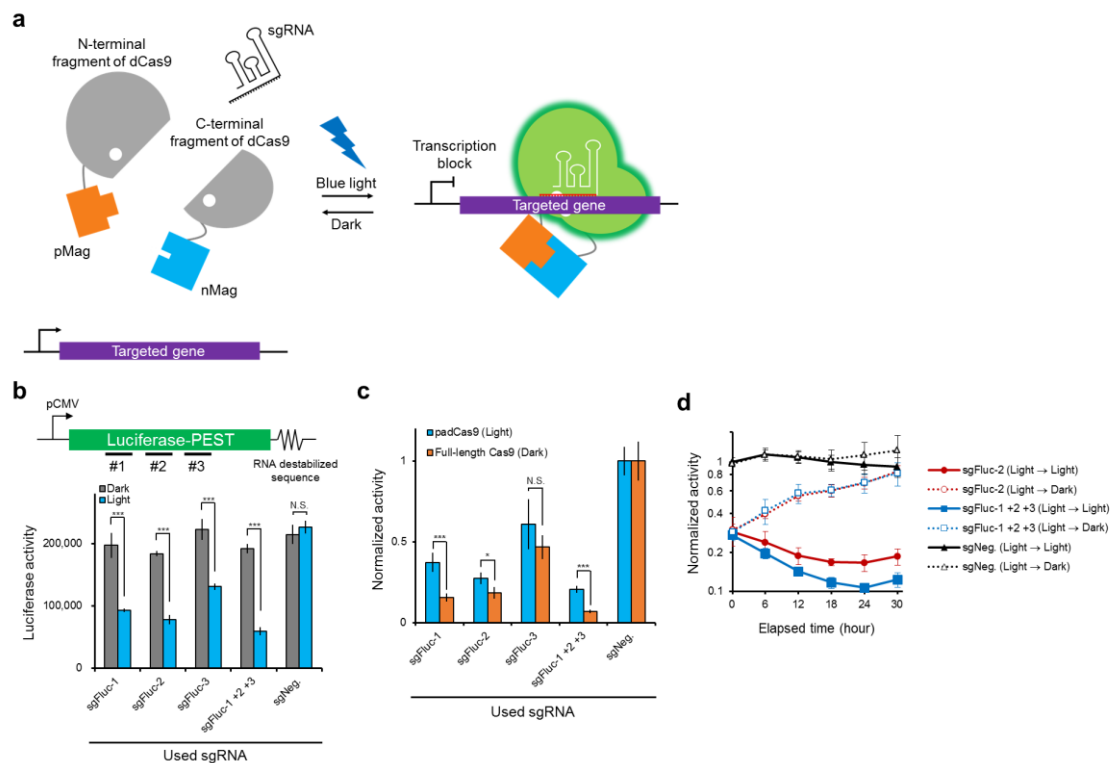 a
sgRNA
N-terminal
fragment of dCas9
C-terminal
fragment of dCas9
pMag
nMag
Blue light
Dark
Transcription
block
Targeted gene
Targeted gene
b
pCMV
Luciferase-PEST
#1 #2 #3
RNA destabilized
sequence
Dark
Light
*** *** *** *** N.S.
Luciferase activity
200,000
100,000
0
sgFluc-1
sgFluc-2
sgFluc-3
sgFluc-1 +2 +3
sgNeg.
Used sgRNA
c
padCas9 (Light)
Full-length Cas9 (Dark)
*** * N.S. ***
Normalized activity
1
0.5
0
sgFluc-1
sgFluc-2
sgFluc-3
sgFluc-1 +2 +3
sgNeg.
Used sgRNA
d
Normalized activity
1
0.8
0.6
0.4
0.2
0.1
0 6 12 18 24 30
Elapsed time (hour)
sgFluc-2 (Light → Light)
sgFluc-2 (Light → Dark)
sgFluc-1 +2 +3 (Light → Light)
sgFluc-1 +2 +3 (Light → Dark)
sgNeg. (Light → Light)
sgNeg. (Light → Dark)